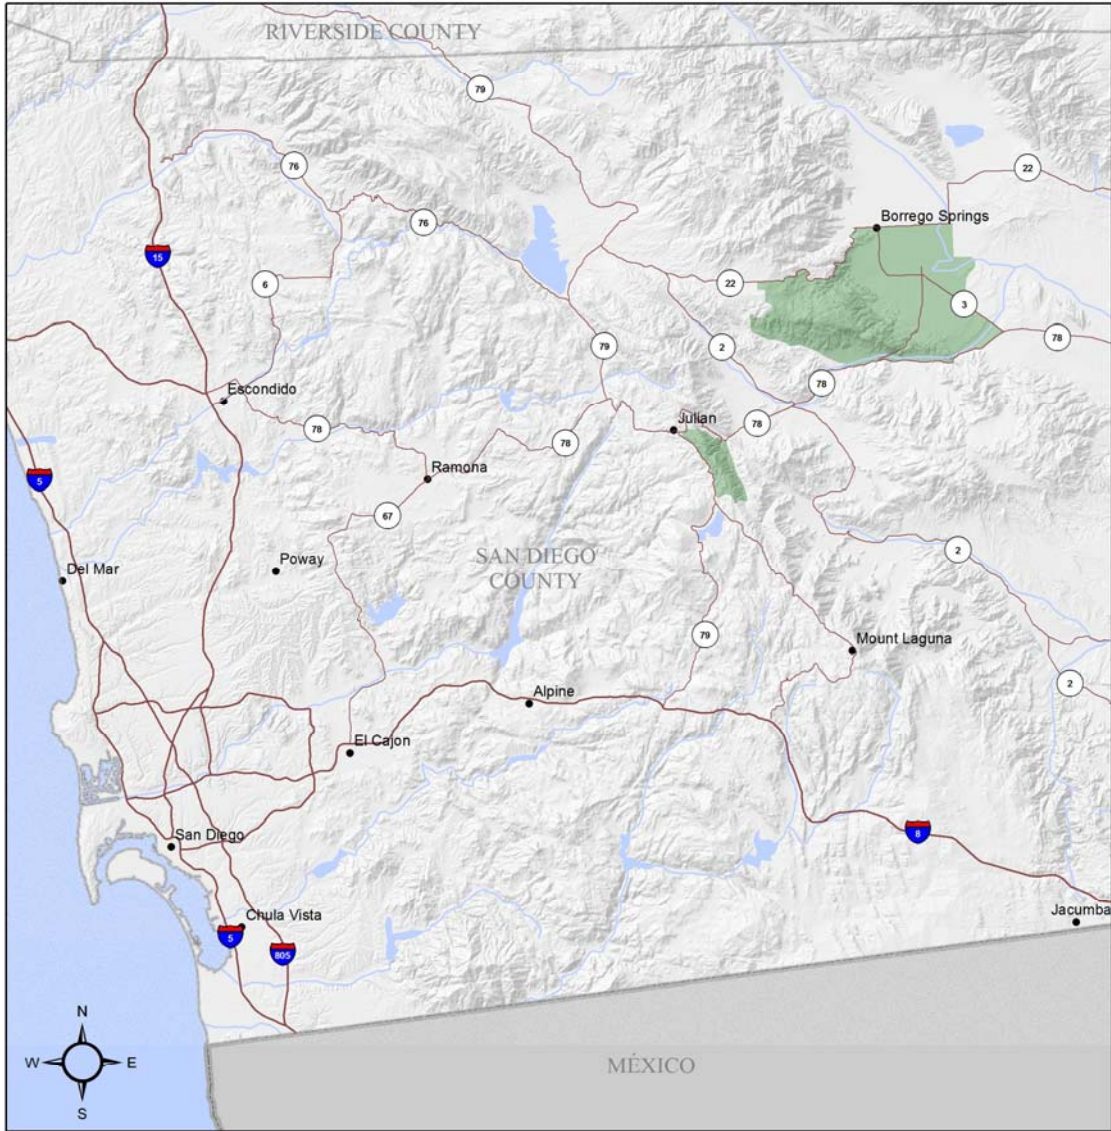 RIVERSIDE COUNTY
79
76
22
76
Borrego Springs
15
6
22
3
79
2
78
78
Escondido
78
78
Julian
78
5
Ramona
67
SAN DIEGO
COUNTY
2
Poway
Del Mar
79
Mount Laguna
2
Alpine
El Cajon
San Diego
8
Jacumba
Chula Vista
5
805
N
W
E
S
MÉXICO